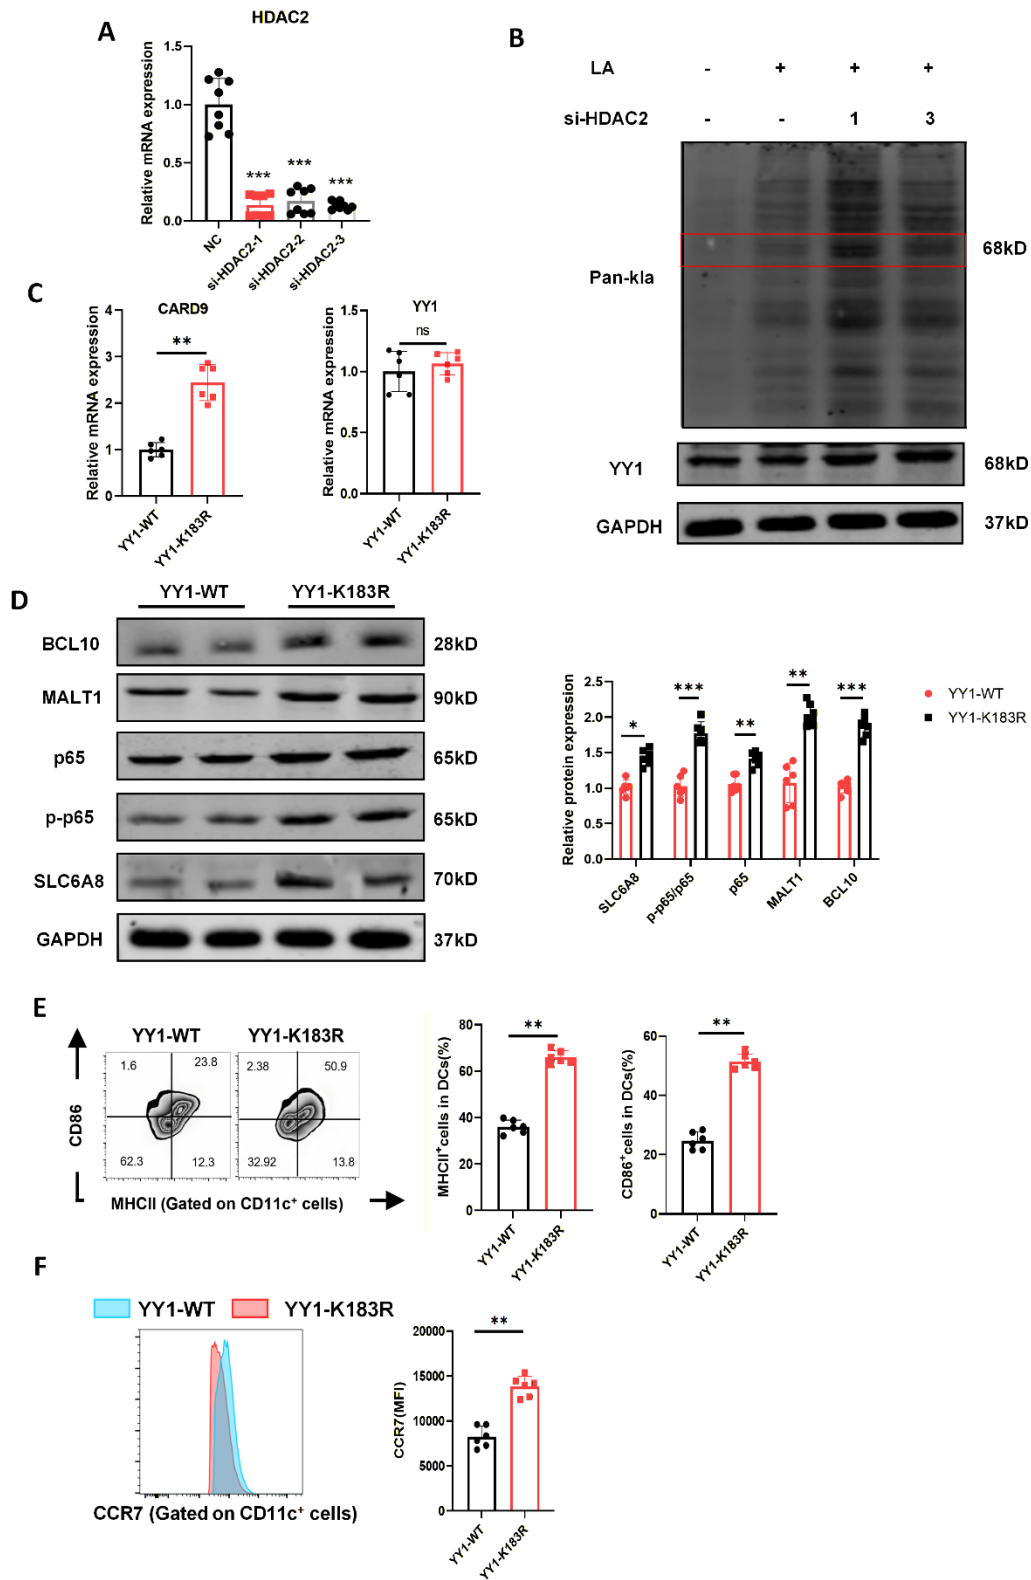 A
HDAC2
Relative mRNA expression
1.5
1.0
0.5
0.0
***
***
***
NC
si-HDAC2-1
si-HDAC2-2
si-HDAC2-3
B
LA - + + +
si-HDAC2 - - 1 3
Pan-kla
68kD
YY1
68kD
GAPDH
37kD
C
CARD9
Relative mRNA expression
4
3
2
1
0
**
YY1-WT
YY1-K183R
YY1
Relative mRNA expression
1.5
1.0
0.5
0.0
ns
YY1-WT
YY1-K183R
D
YY1-WT YY1-K183R
BCL10 28kD
MALT1 90kD
p65 65kD
p-p65 65kD
SLC6A8 70kD
GAPDH 37kD
Relative protein expression
2.5
2.0
1.5
1.0
0.5
0.0
*
***
**
**
***
SLC6A8
p-p65/p65
p65
MALT1
BCL10
YY1-WT
YY1-K183R
E
YY1-WT YY1-K183R
CD86
1.6 23.8
62.3 12.3
2.38 50.9
32.92 13.8
MHCII (Gated on CD11c+ cells)
MHCII+cells in DCs(%)
80
60
40
20
0
**
YY1-WT
YY1-K183R
CD86+cells in DCs(%)
60
40
20
0
**
YY1-WT
YY1-K183R
F
YY1-WT YY1-K183R
CCR7 (Gated on CD11c+ cells)
CCR7(MFI)
20000
15000
10000
5000
0
**
YY1-WT
YY1-K183R